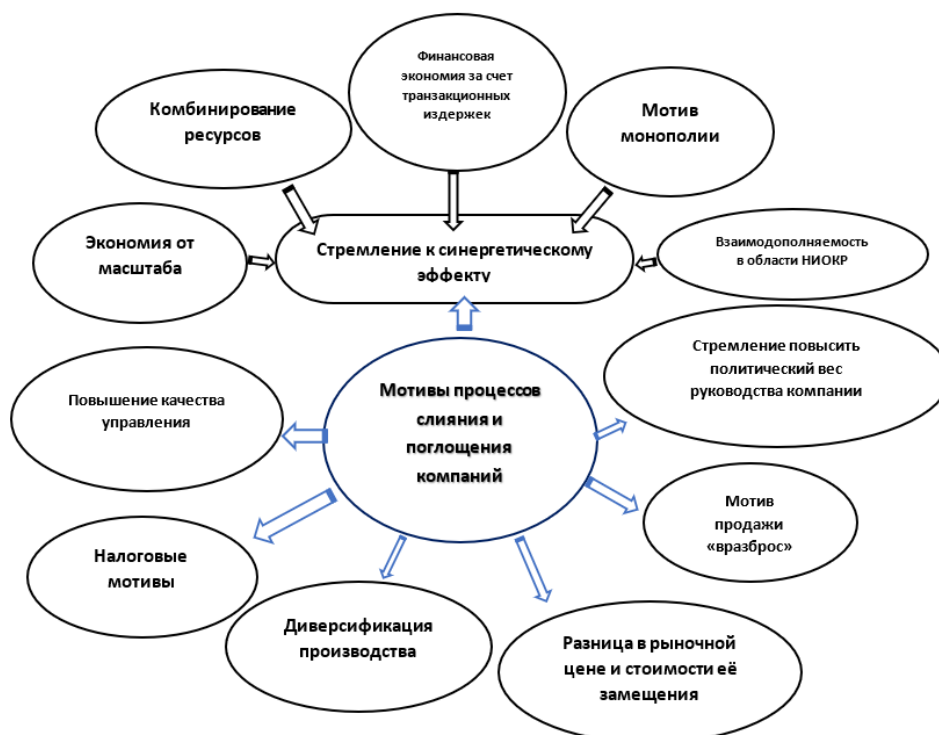 Финансовая
экономия за счет
транзакционных
издержек
Комбинирование
ресурсов
Мотив
монополии
Экономия от
масштаба
Стремление к синергетическому
эффекту
Взаимодополняемость
в области НИОКР
Стремление повысить
политический вес
руководства компании
Мотивы процессов
слияния и
поглощения
компаний
Повышение качества
управления
Мотив
продажи
«вразброс»
Налоговые
мотивы
Диверсификация
производства
Разница в рыночной
цене и стоимости её
замещения